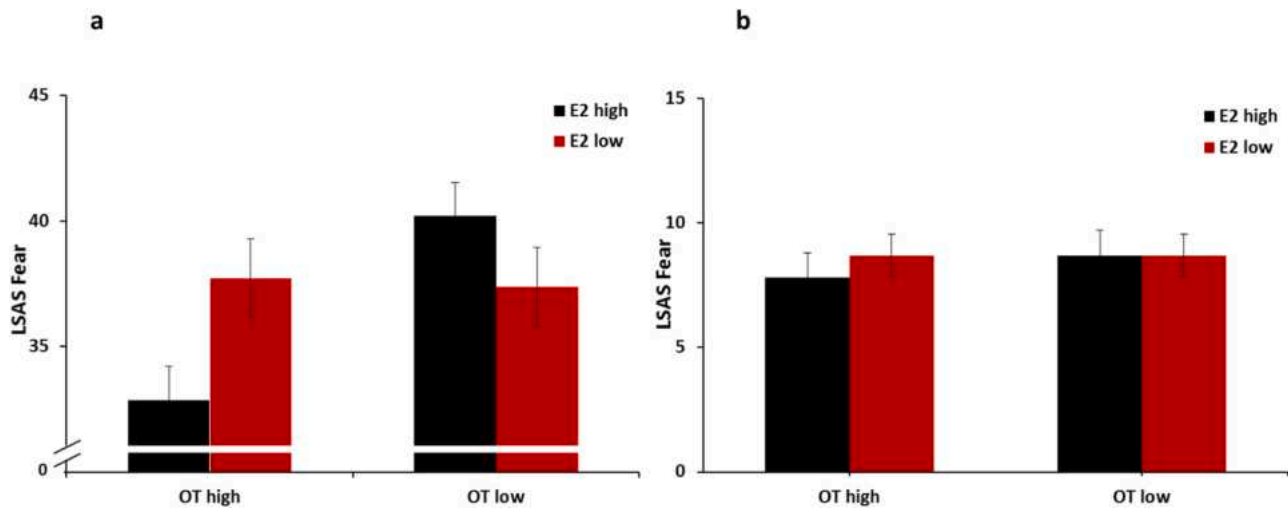 a
45
E2 high
E2 low
40
LSAS Fear
35
0
OT high
OT low
b
15
E2 high
E2 low
10
LSAS Fear
5
0
OT high
OT low